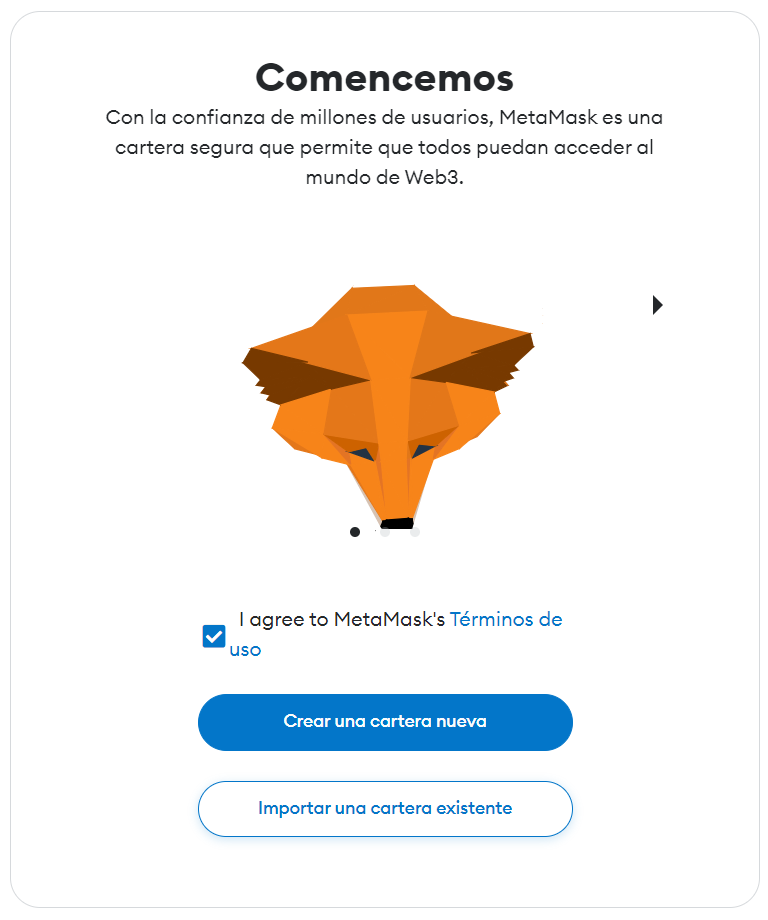 Comencemos
Con la confianza de millones de usuarios, MetaMask es una
cartera segura que permite que todos puedan acceder al
mundo de Web3.
I agree to MetaMask's Términos de
uso
Crear una cartera nueva
Importar una cartera existente